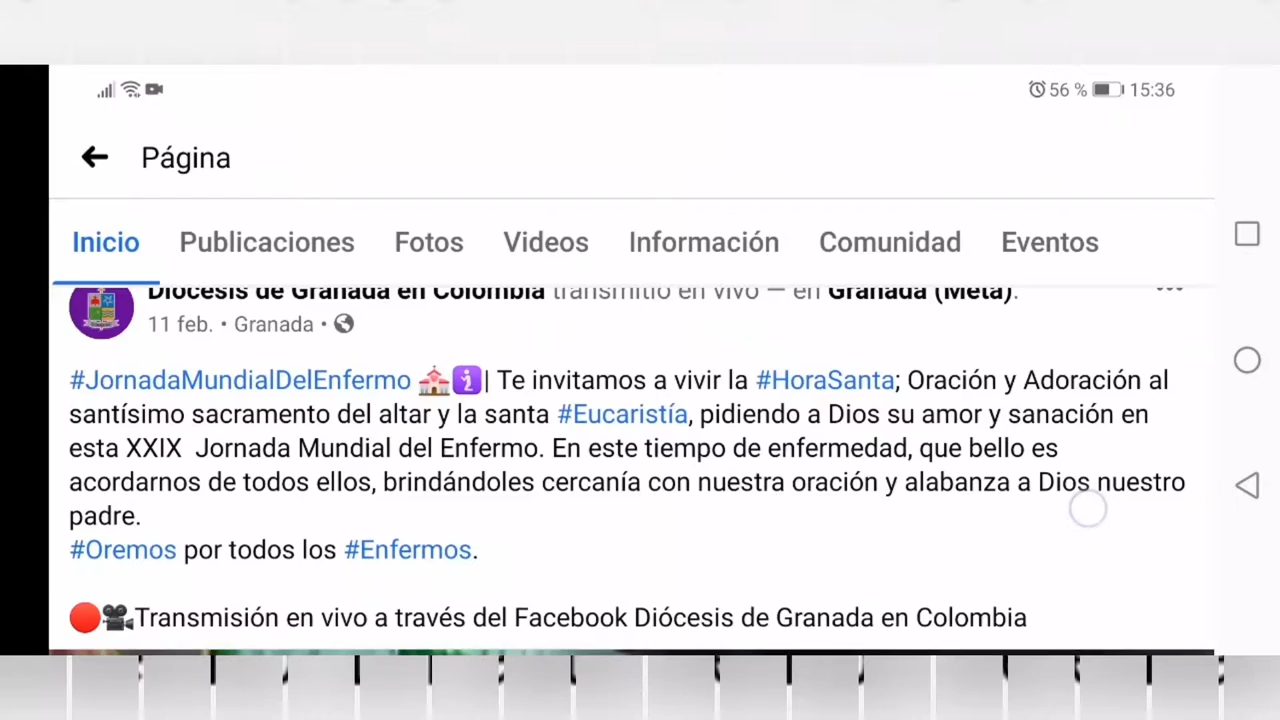 56 % 15:36
Página
Inicio Publicaciones Fotos Videos Información Comunidad Eventos
Diócesis de Granada en Colombia transmitió en vivo — en Granada (Meta).
11 feb. • Granada •
#JornadaMundialDelEnfermo | Te invitamos a vivir la #HoraSanta; Oración y Adoración al
santísimo sacramento del altar y la santa #Eucaristía, pidiendo a Dios su amor y sanación en
esta XXIX Jornada Mundial del Enfermo. En este tiempo de enfermedad, que bello es
acordarnos de todos ellos, brindándoles cercanía con nuestra oración y alabanza a Dios nuestro
padre.
#Oremos por todos los #Enfermos.
Transmisión en vivo a través del Facebook Diócesis de Granada en Colombia